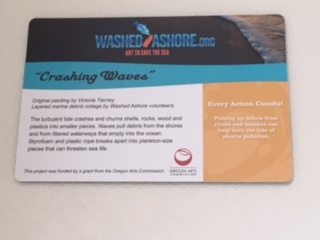 WASHED ASHORE.ORG
ART TO SAVE THE SEA
"Crashing Waves"
Original painting by Victoria Tierney
Layered marine debris collage by Washed Ashore volunteers
The turbulent tide crashes and churns shells, rocks, wood and
plastics into smaller pieces. Waves pull debris from the shores
and from littered waterways that empty into the ocean.
Styrofoam and plastic rope breaks apart into plankton-size
pieces that can threaten sea life.
This project was funded by a grant from the Oregon Arts Commission
OREGON ARTS
COMMISSION
Every Action Counts!
Picking up debris from
rivers and beaches can
help turn the tide of
plastic pollution.